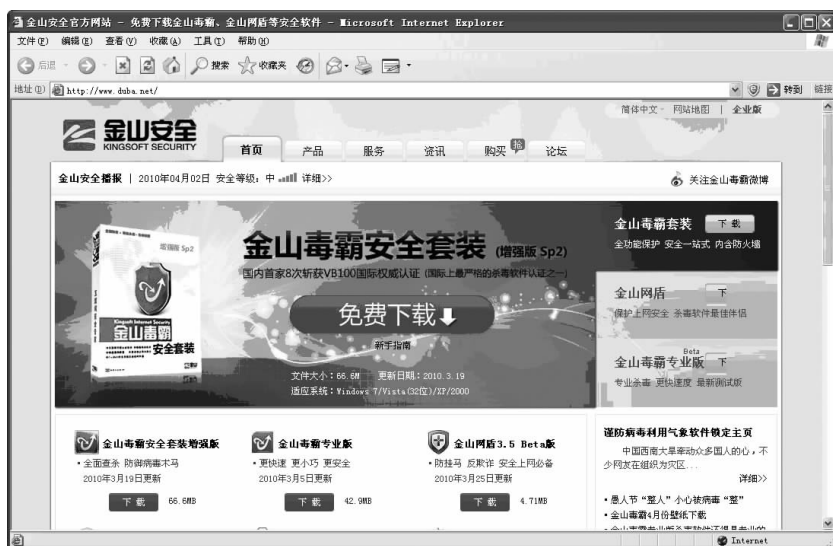 金山安全官方网站 - 免费下载金山毒霸、金山网盾等安全软件 - Microsoft Internet Explorer
文件(F) 编辑(E) 查看(V) 收藏(A) 工具(T) 帮助(H)
后退 搜索 收藏夹
地址(D) http://www.duba.net/ 转到 链接
简体中文 - 网站地图 | 企业版
金山安全
KINGSOFT SECURITY
首页 产品 服务 资讯 购买 抢 论坛
金山安全播报 | 2010年04月02日 安全等级：中 详细>> 关注金山毒霸微博
增强版 Sp2
Kingsoft Internet Security
金山毒霸
安全套装
金山毒霸安全套装 (增强版 Sp2)
国内首家8次斩获VB100国际权威认证 (国际上最严格的杀毒软件认证之一)
免费下载
新手指南
文件大小：66.6M 更新日期：2010.3.19
适应系统：Windows 7/Vista(32位)/XP/2000
金山毒霸套装 下 载
全功能保护 安全一站式 内含防火墙
金山网盾 下
保护上网安全 杀毒软件最佳伴侣
金山毒霸专业版 Beta 下
专业杀毒 更快速度 最新测试版
金山毒霸安全套装增强版
• 全面查杀 防御病毒木马
2010年3月19日更新
下 载 66.6MB
金山毒霸专业版
• 更快速 更小巧 更安全
2010年3月5日更新
下 载 42.9MB
金山网盾3.5 Beta版
• 防挂马 反欺诈 安全上网必备
2010年3月25日更新
下 载 4.71MB
谨防病毒利用气象软件锁定主页
中国西南大旱牵动众多国人的心，不
少网友在组织为灾区...
详细>>
• 愚人节“整人”小心被病毒“整”
• 金山毒霸4月份壁纸下载
Internet